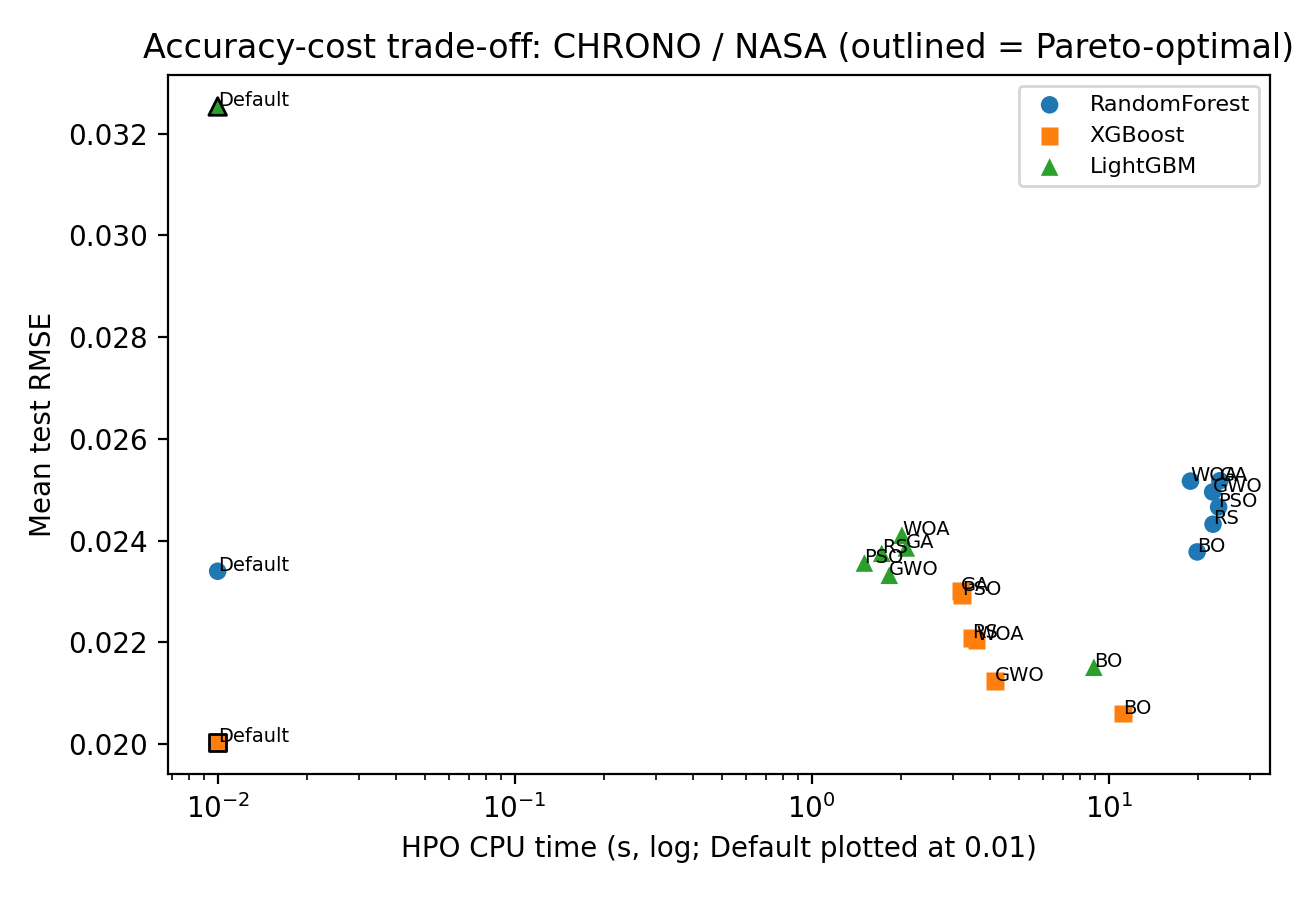 Accuracy-cost trade-off: CHRONO / NASA (outlined = Pareto-optimal)
Default
RandomForest
XGBoost
LightGBM
0.032
0.030
0.028
0.026
0.024
0.022
0.020
Mean test RMSE
WOA
GA
GWO
PSO
RS
BO
Default
WOA
GA
RS
PSO
GWO
GA
PSO
RS
WOA
GWO
BO
BO
Default
10⁻²
10⁻¹
10⁰
10¹
HPO CPU time (s, log; Default plotted at 0.01)